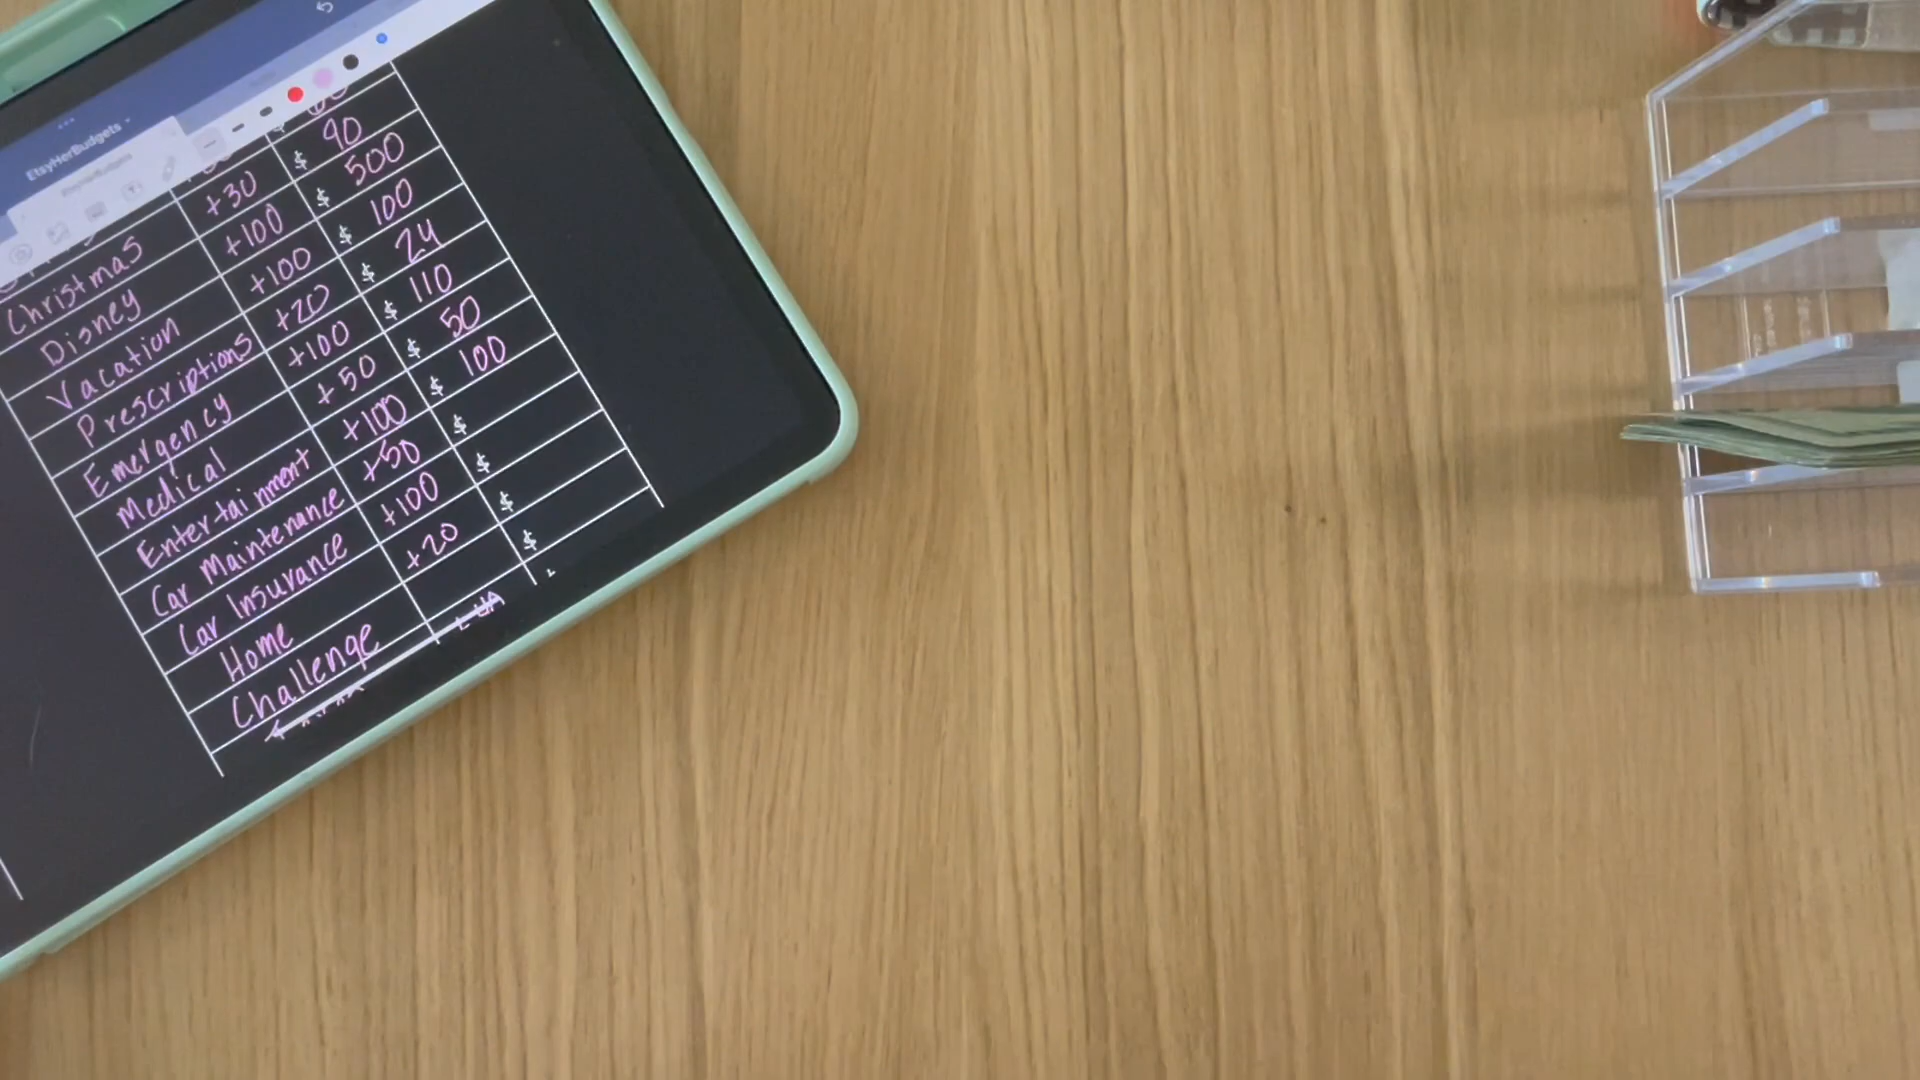 EtsyHerBudgets
EtsyHerBudgets
Christmas +30 $ 90
Disney +100 $ 500
Vacation +100 $ 100
Prescriptions +20 $ 24
Emergency +100 $ 110
Medical +50 $ 50
Entertainment +100 $ 100
Car Maintenance +50 $
Car Insurance +100 $
Home +20 $
Challenge $